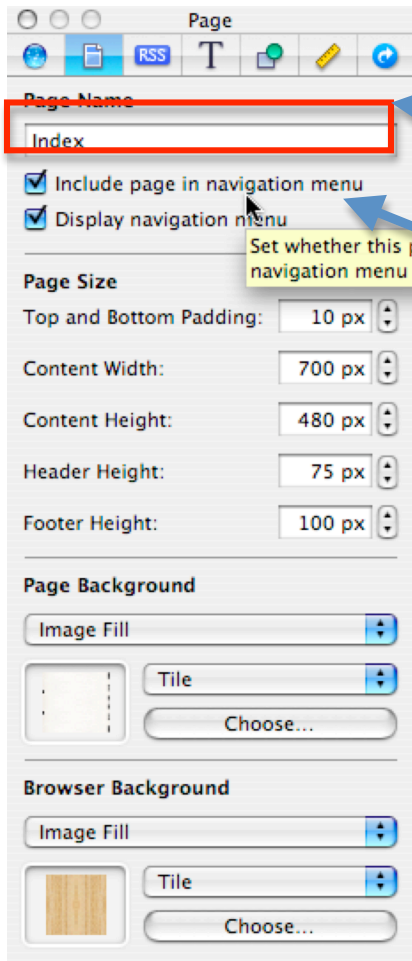 Page
RSS T
Page Name
Index
Include page in navigation menu
Display navigation menu
Set whether this
navigation menu
Page Size
Top and Bottom Padding: 10 px
Content Width: 700 px
Content Height: 480 px
Header Height: 75 px
Footer Height: 100 px
Page Background
Image Fill
Tile
Choose...
Browser Background
Image Fill
Tile
Choose...